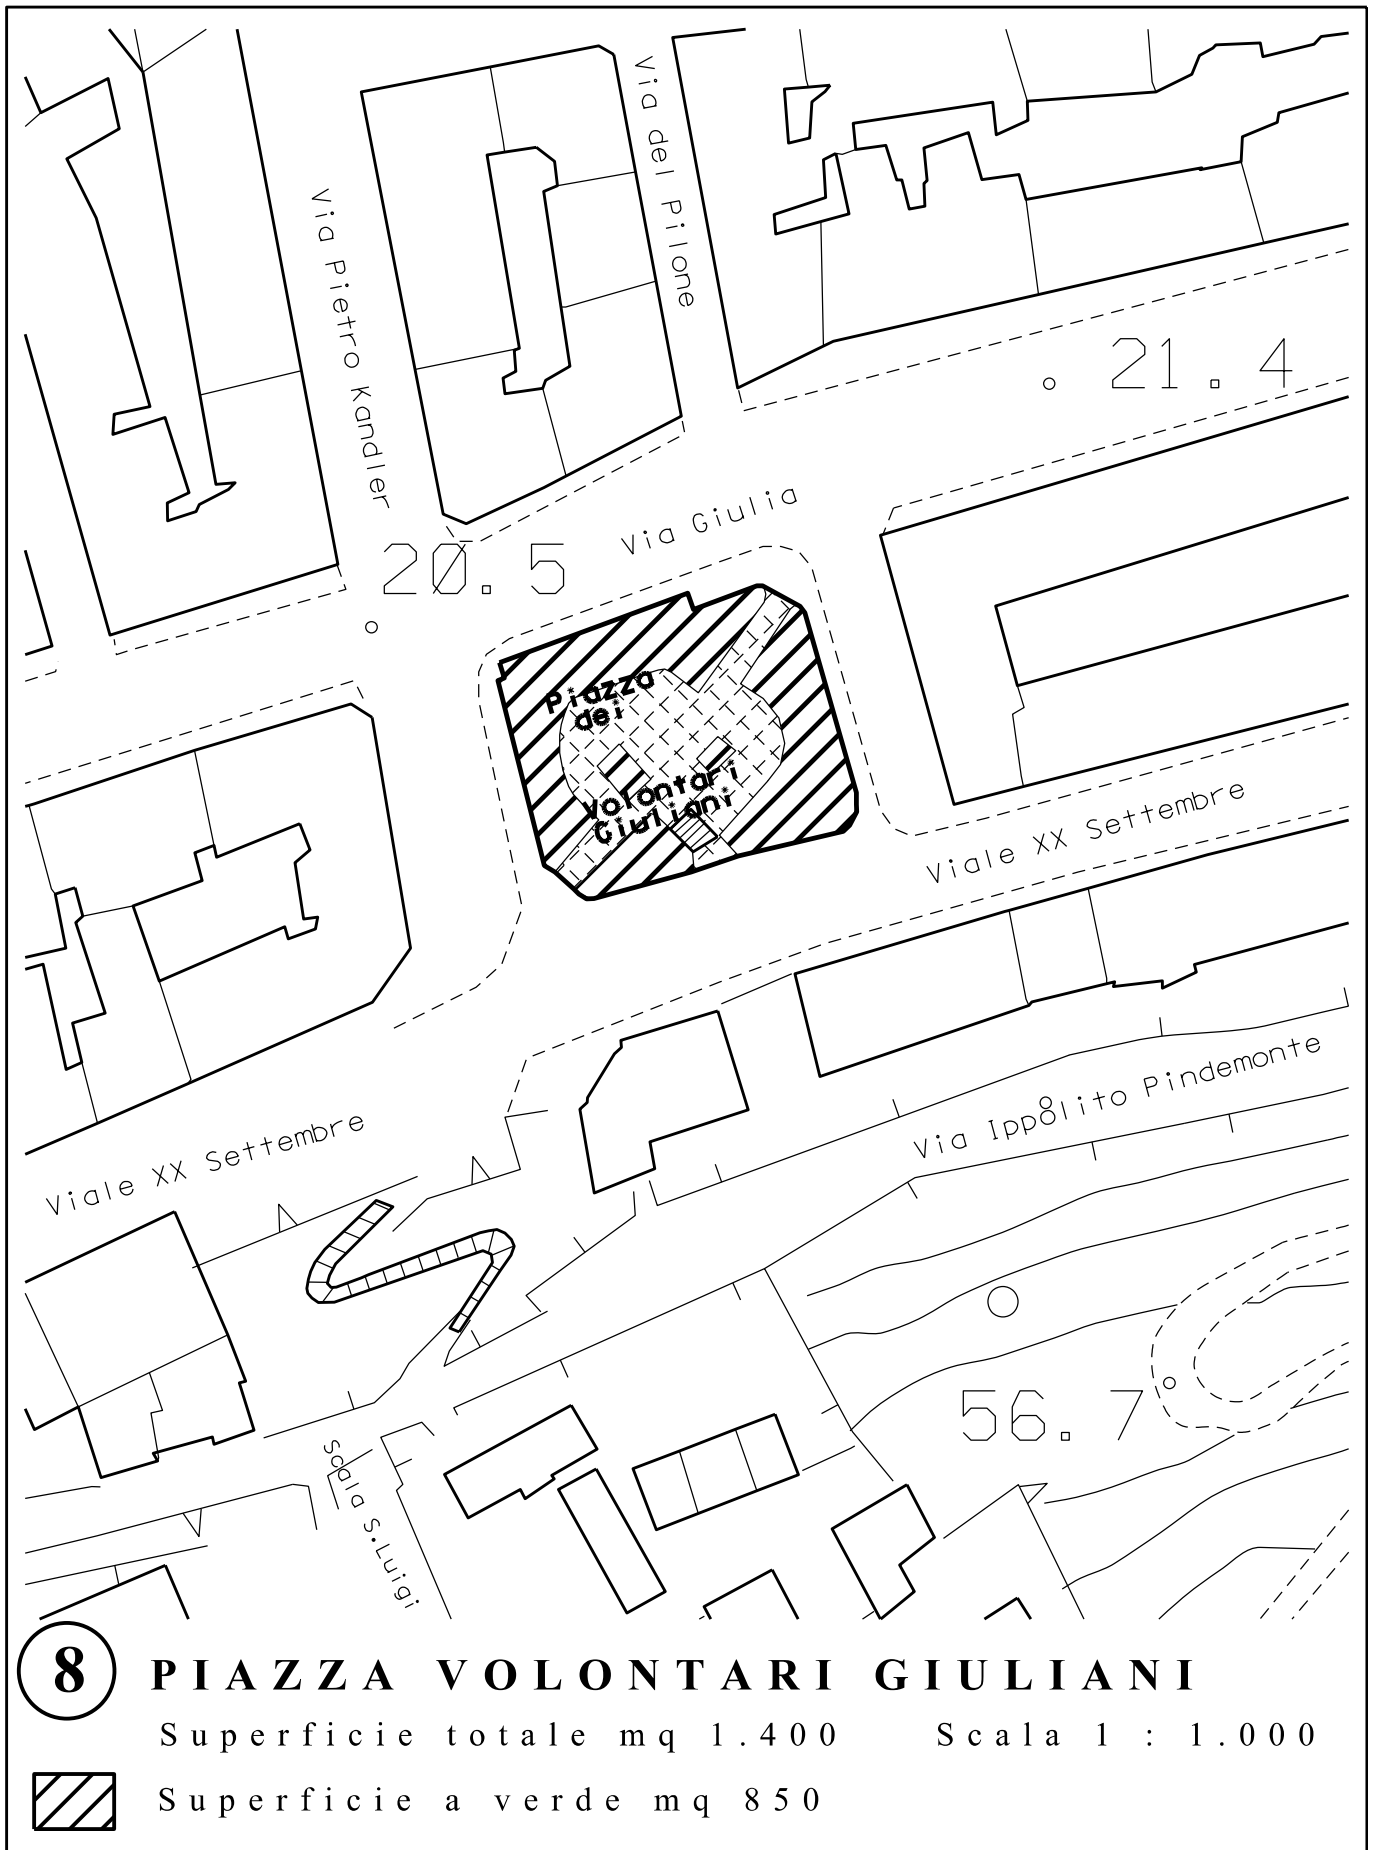 Via del Pilone
Via Pietro Kandler
21.4
Via Giulia
20.5
Piazza
dei
Volontari
Giuliani
Viale XX Settembre
Via Ippolito Pindemonte
Viale XX Settembre
56.7
Scala S.Luigi
8 PIAZZA VOLONTARI GIULIANI
Superficie totale mq 1.400 Scala 1 : 1.000
Superficie a verde mq 850